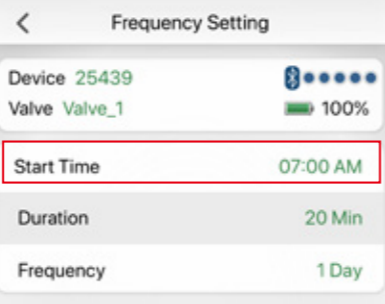 Frequency Setting
Device 25439
Valve Valve_1 100%
Start Time 07:00 AM
Duration 20 Min
Frequency 1 Day